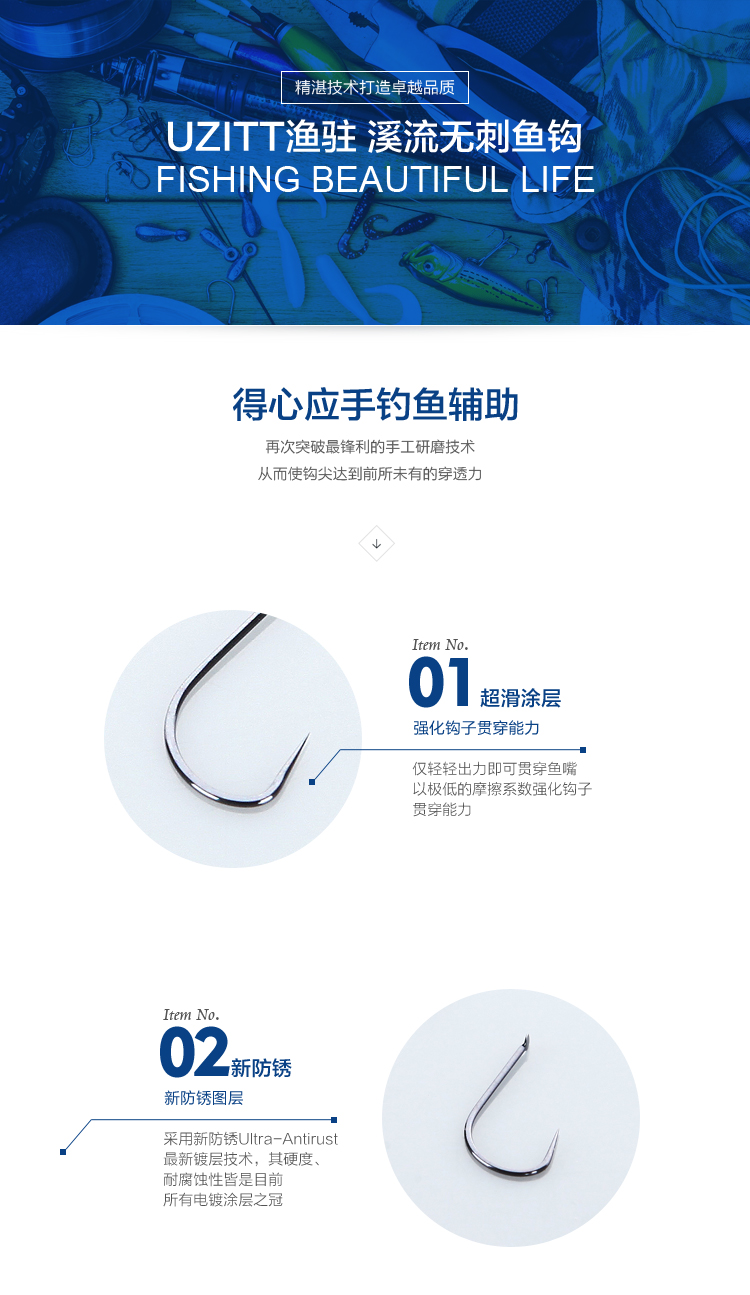 精湛技术打造卓越品质
UZITT渔驻 溪流无刺鱼钩
FISHING BEAUTIFUL LIFE
得心应手钓鱼辅助
再次突破最锋利的手工研磨技术
从而使钩尖达到前所未有的穿透力
Item No.
01 超滑涂层
强化钩子贯穿能力
仅轻轻出力即可贯穿鱼嘴
以极低的摩擦系数强化钩子
贯穿能力
Item No.
02 新防锈
新防锈图层
采用新防锈Ultra-Antirust
最新镀层技术，其硬度、
耐腐蚀性皆是目前
所有电镀涂层之冠